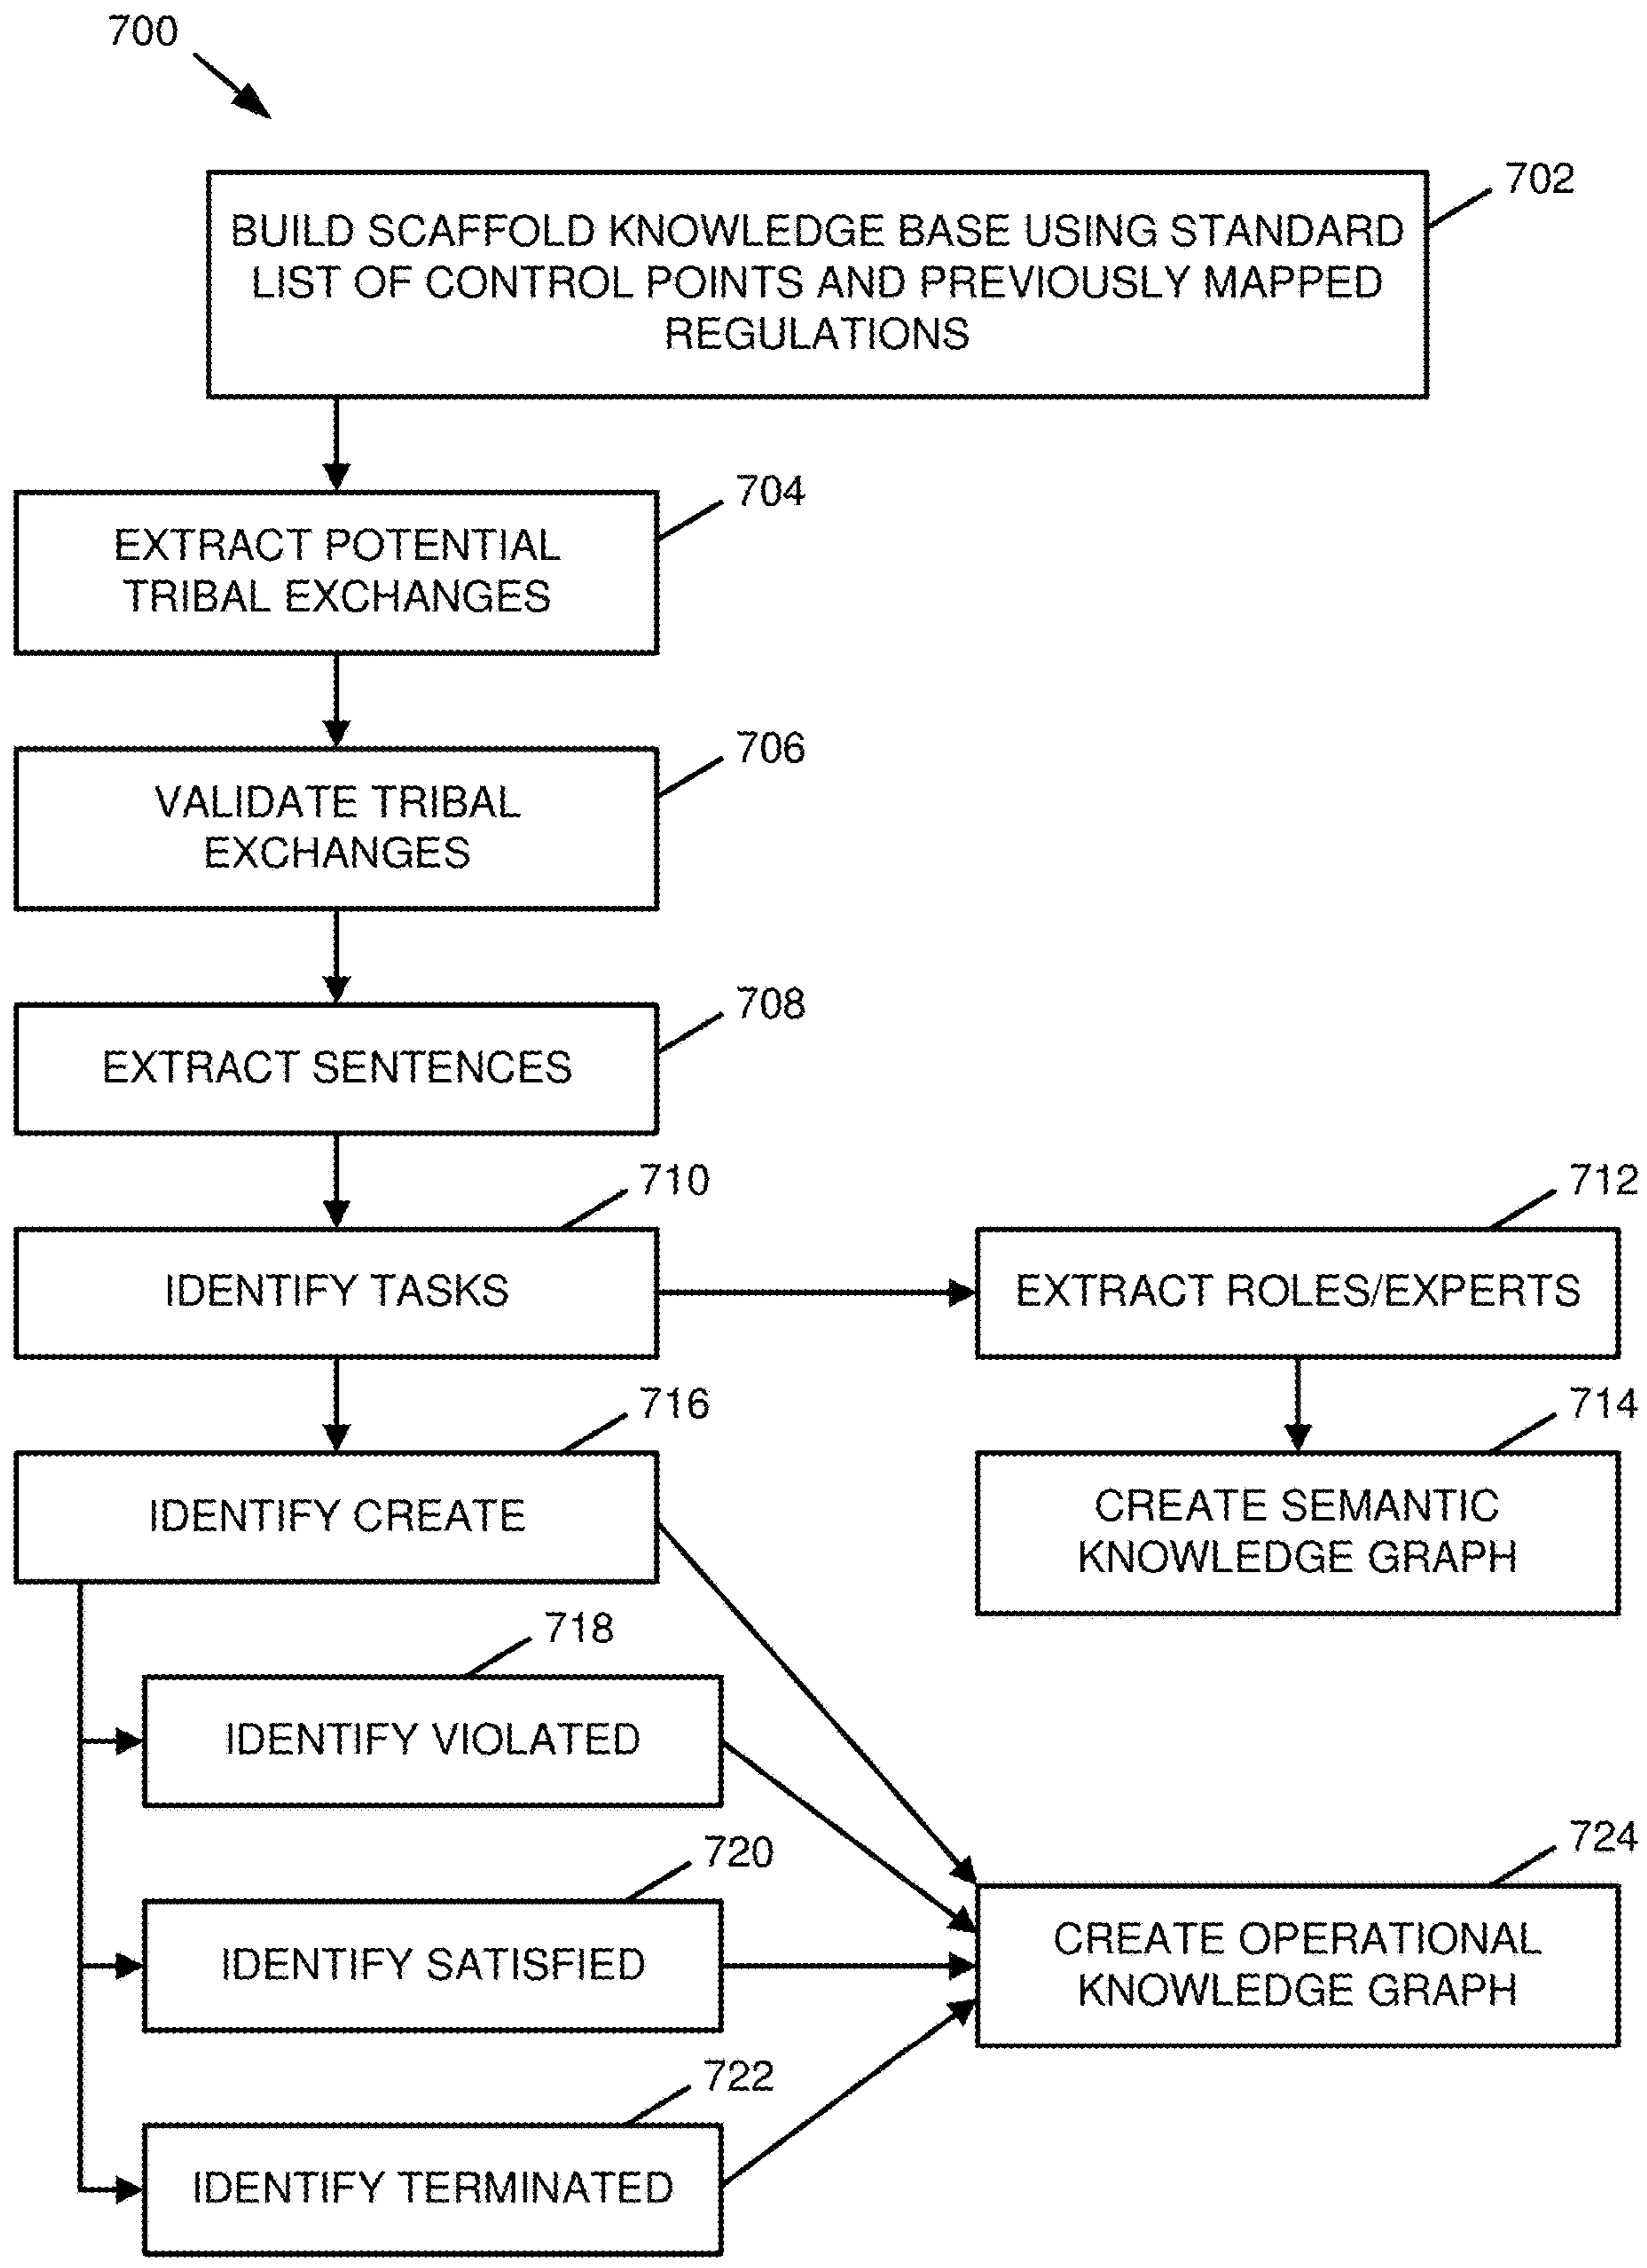 700
702
BUILD SCAFFOLD KNOWLEDGE BASE USING STANDARD
LIST OF CONTROL POINTS AND PREVIOUSLY MAPPED
REGULATIONS
704
EXTRACT POTENTIAL
TRIBAL EXCHANGES
706
VALIDATE TRIBAL
EXCHANGES
708
EXTRACT SENTENCES
710
IDENTIFY TASKS
712
EXTRACT ROLES/EXPERTS
714
CREATE SEMANTIC
KNOWLEDGE GRAPH
716
IDENTIFY CREATE
718
IDENTIFY VIOLATED
720
IDENTIFY SATISFIED
722
IDENTIFY TERMINATED
724
CREATE OPERATIONAL
KNOWLEDGE GRAPH